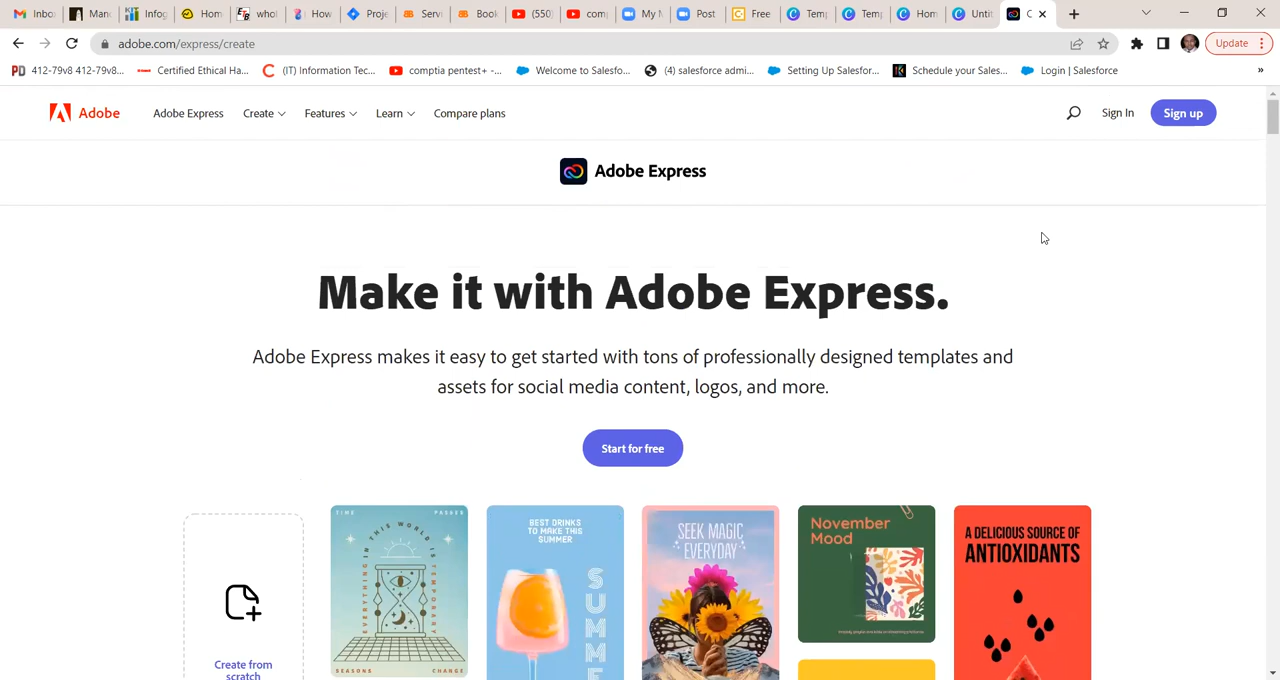 Inbo
Manc
Infog
Hom
whol
How
Proje
Serv
Book
(550)
com
My N
Post
Free
Temp
Temp
Hom
Untit
C
adobe.com/express/create
Update
412-79v8 412-79v8...
Certified Ethical Ha...
(IT) Information Tec...
comptia pentest+ -...
Welcome to Salesfo...
(4) salesforce admi...
Setting Up Salesfor...
Schedule your Sales...
Login | Salesforce
»
Adobe
Adobe Express
Create
Features
Learn
Compare plans
Sign In
Sign up
Adobe Express
Make it with Adobe Express.
Adobe Express makes it easy to get started with tons of professionally designed templates and
assets for social media content, logos, and more.
Start for free
Create from
scratch
TIME PASSES
EVERYTHING IN THIS WORLD IS TEMPORARY
SEASONS CHANGE
BEST DRINKS
TO MAKE THIS
SUMMER
SUMME
SEEK MAGIC
EVERYDAY
November
Mood
A DELICIOUS SOURCE OF
ANTIOXIDANTS